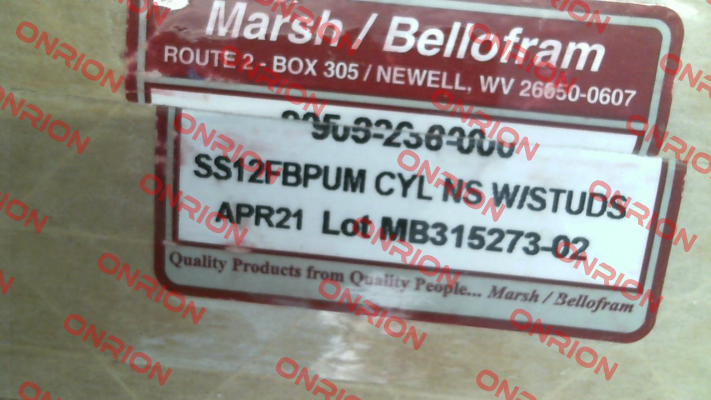 Marsh / Bellofram
ROUTE 2 - BOX 305 / NEWELL, WV 26050-0607
SS12FBPUM CYL NS W/STUDS
APR21 Lot MB315273-02
Quality Products from Quality People... Marsh / Bellofram
ONRION